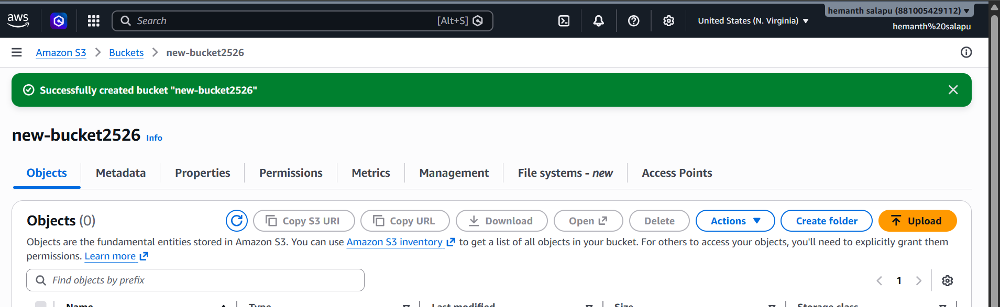 aws Search [Alt+S] United States (N. Virginia) hemanth salapu (881005429112)
hemanth%20salapu
Amazon S3 Buckets new-bucket2526
Successfully created bucket "new-bucket2526"
new-bucket2526 Info
Objects Metadata Properties Permissions Metrics Management File systems - new Access Points
Objects (0) Copy S3 URI Copy URL Download Open Delete Actions Create folder Upload
Objects are the fundamental entities stored in Amazon S3. You can use Amazon S3 inventory to get a list of all objects in your bucket. For others to access your objects, you'll need to explicitly grant them
permissions. Learn more
Find objects by prefix 1
Name Type Last modified Size Storage class